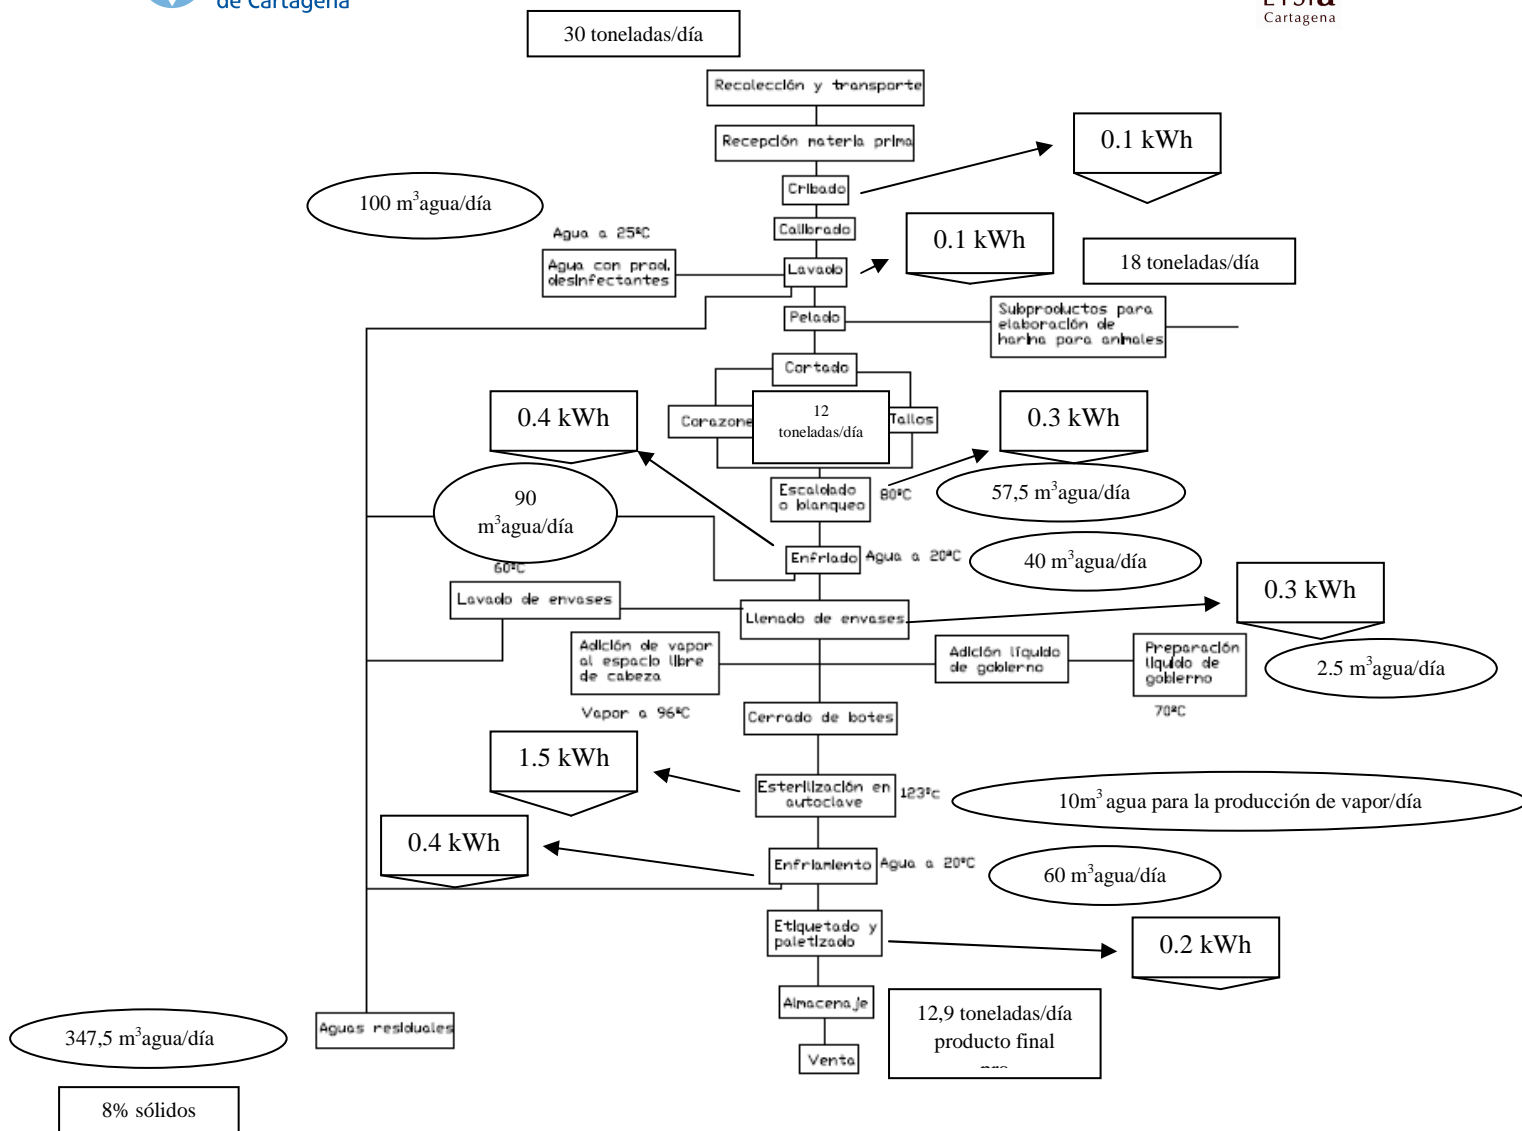 de Cartagena
ETSIa
Cartagena
30 toneladas/día
Recolección y transporte
Recepción materia prima
0.1 kWh
Cribado
100 m³agua/día
Calibrado
Agua a 25ºC
0.1 kWh
18 toneladas/día
Agua con prod.
desinfectantes
Lavado
Pelado
Subproductos para
elaboración de
harina para animales
Cortado
0.4 kWh
Corazone
12
toneladas/día
Tallos
0.3 kWh
Escaldado
o blanqueo
80ºC
57,5 m³agua/día
90
m³agua/día
Enfriado
Agua a 20ºC
40 m³agua/día
60ºC
Lavado de envases
Llenado de envases
0.3 kWh
Adición de vapor
al espacio libre
de cabeza
Adición líquido
de gobierno
Preparación
líquido de
gobierno
2.5 m³agua/día
Vapor a 96ºC
70ºC
Cerrado de botes
1.5 kWh
Esterilización en
autoclave
123ºc
10m³ agua para la producción de vapor/día
0.4 kWh
Enfriamiento
Agua a 20ºC
60 m³agua/día
Etiquetado y
paletizado
0.2 kWh
Almacenaje
12,9 toneladas/día
producto final
Aguas residuales
347,5 m³agua/día
Venta
8% sólidos